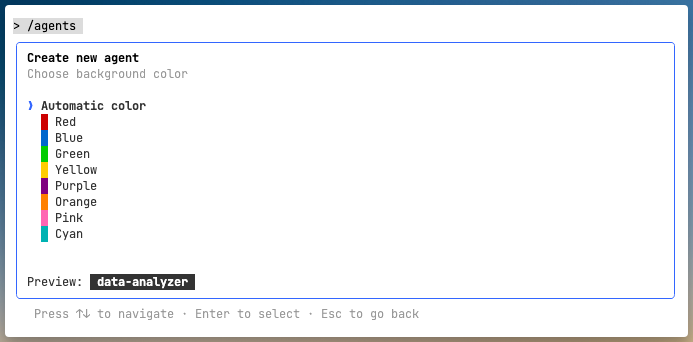 > /agents
Create new agent
Choose background color
❯ Automatic color
Red
Blue
Green
Yellow
Purple
Orange
Pink
Cyan
Preview: data-analyzer
Press ↑↓ to navigate · Enter to select · Esc to go back